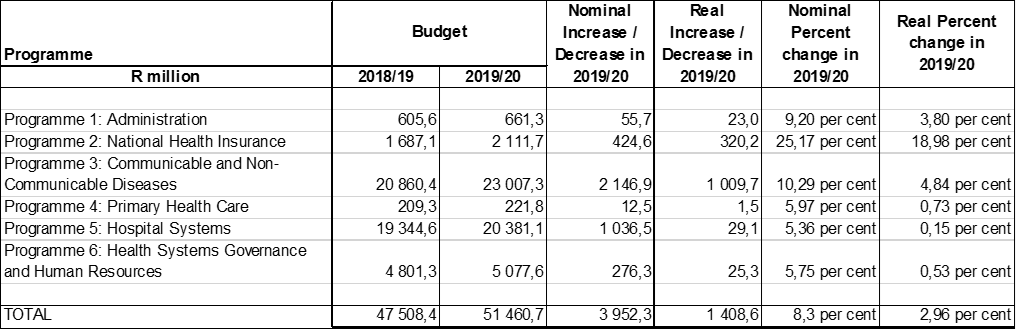 Programme Budget Nominal Increase / Decrease in 2019/20 Real Increase / Decrease in 2019/20 Nominal Percent change in 2019/20 Real Percent change in 2019/20
R million 2018/19 2019/20
Programme 1: Administration 605,6 661,3 55,7 23,0 9,20 per cent 3,80 per cent
Programme 2: National Health Insurance 1 687,1 2 111,7 424,6 320,2 25,17 per cent 18,98 per cent
Programme 3: Communicable and Non-
Communicable Diseases 20 860,4 23 007,3 2 146,9 1 009,7 10,29 per cent 4,84 per cent
Programme 4: Primary Health Care 209,3 221,8 12,5 1,5 5,97 per cent 0,73 per cent
Programme 5: Hospital Systems 19 344,6 20 381,1 1 036,5 29,1 5,36 per cent 0,15 per cent
Programme 6: Health Systems Governance
and Human Resources 4 801,3 5 077,6 276,3 25,3 5,75 per cent 0,53 per cent
TOTAL 47 508,4 51 460,7 3 952,3 1 408,6 8,3 per cent 2,96 per cent